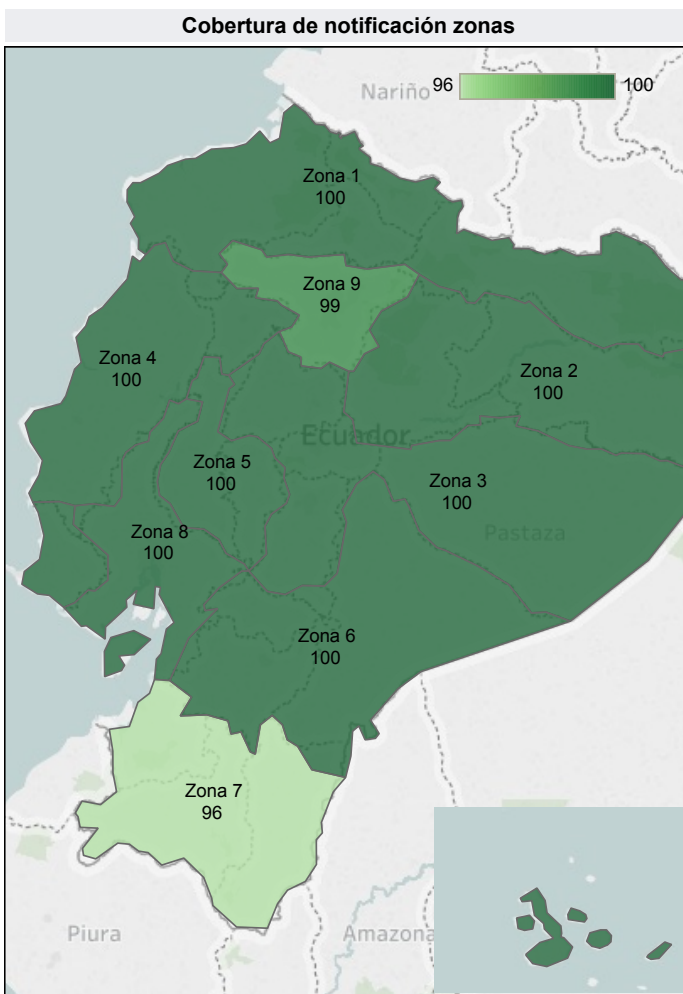 Cobertura de notificación zonas
96
100
Nariño
Zona 1
100
Zona 9
99
Zona 4
100
Zona 2
100
Ecuador
Zona 5
100
Zona 3
100
Zona 8
100
Pastaza
Zona 6
100
Zona 7
96
Piura
Amazona